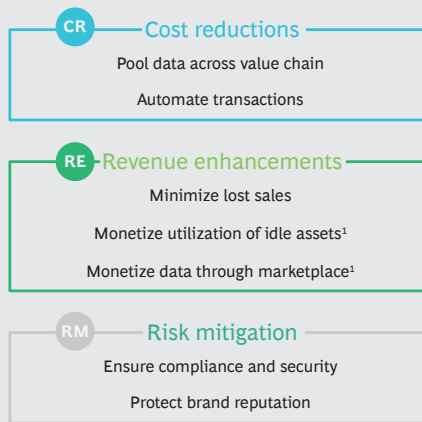 CR Cost reductions
Pool data across value chain
Automate transactions
RE Revenue enhancements
Minimize lost sales
Monetize utilization of idle assets¹
Monetize data through marketplace¹
RM Risk mitigation
Ensure compliance and security
Protect brand reputation